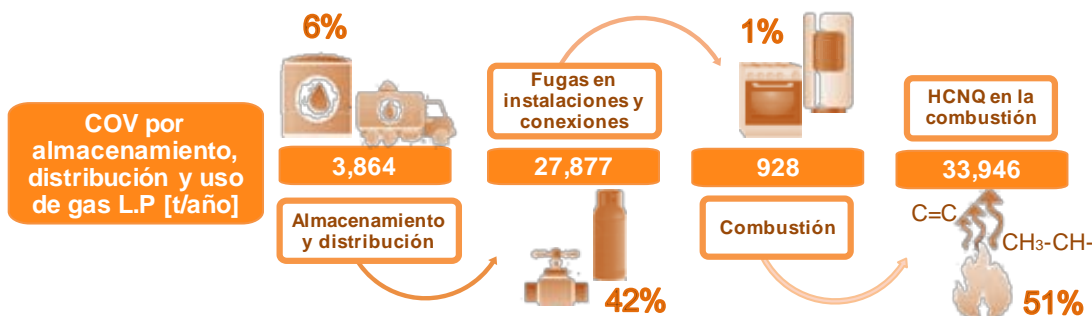 COV por
almacenamiento,
distribución y uso
de gas L.P [t/año]
6%
3,864
Almacenamiento
y distribución
Fugas en
instalaciones y
conexiones
27,877
42%
1%
928
Combustión
HCNQ en la
combustión
33,946
C=C
CH₃-CH-
51%